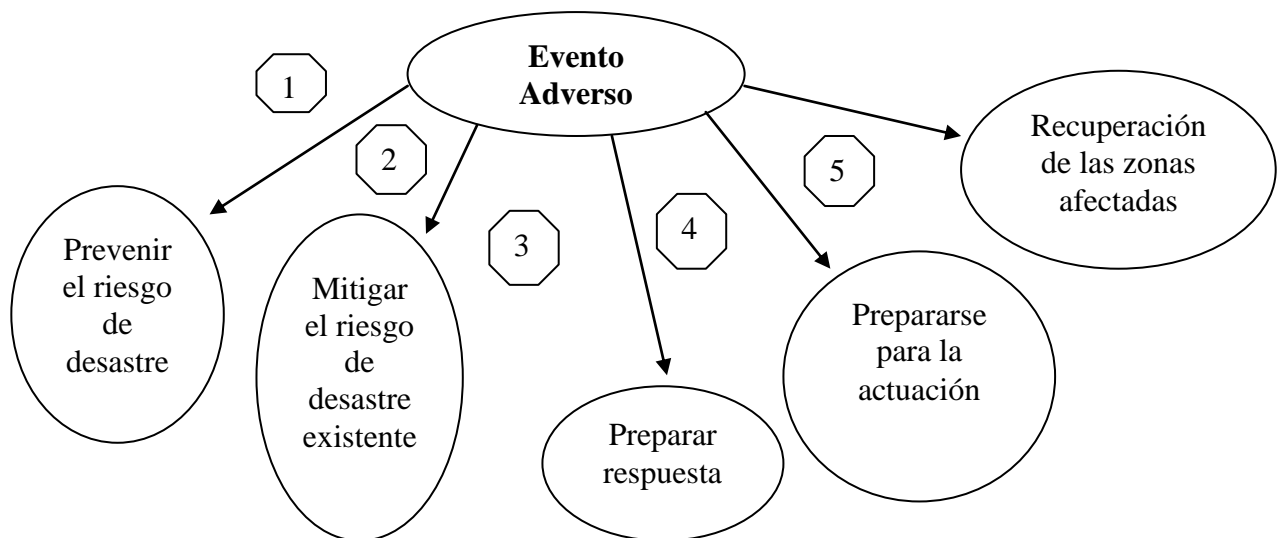 Evento
Adverso
1
2
3
4
5
Prevenir
el riesgo
de
desastre
Mitigar
el riesgo
de
desastre
existente
Preparar
respuesta
Prepararse
para la
actuación
Recuperación
de las zonas
afectadas